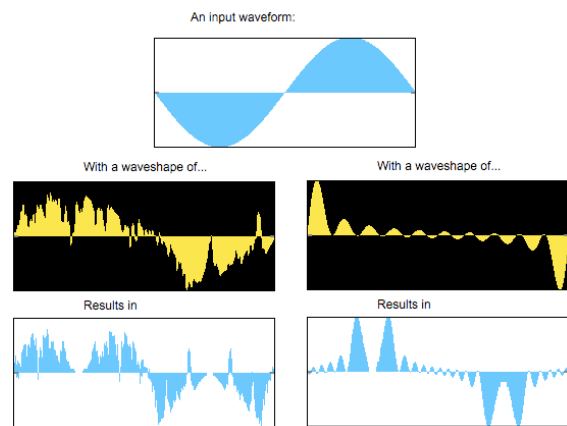 An input waveform:
With a waveshape of...
With a waveshape of...
Results in
Results in